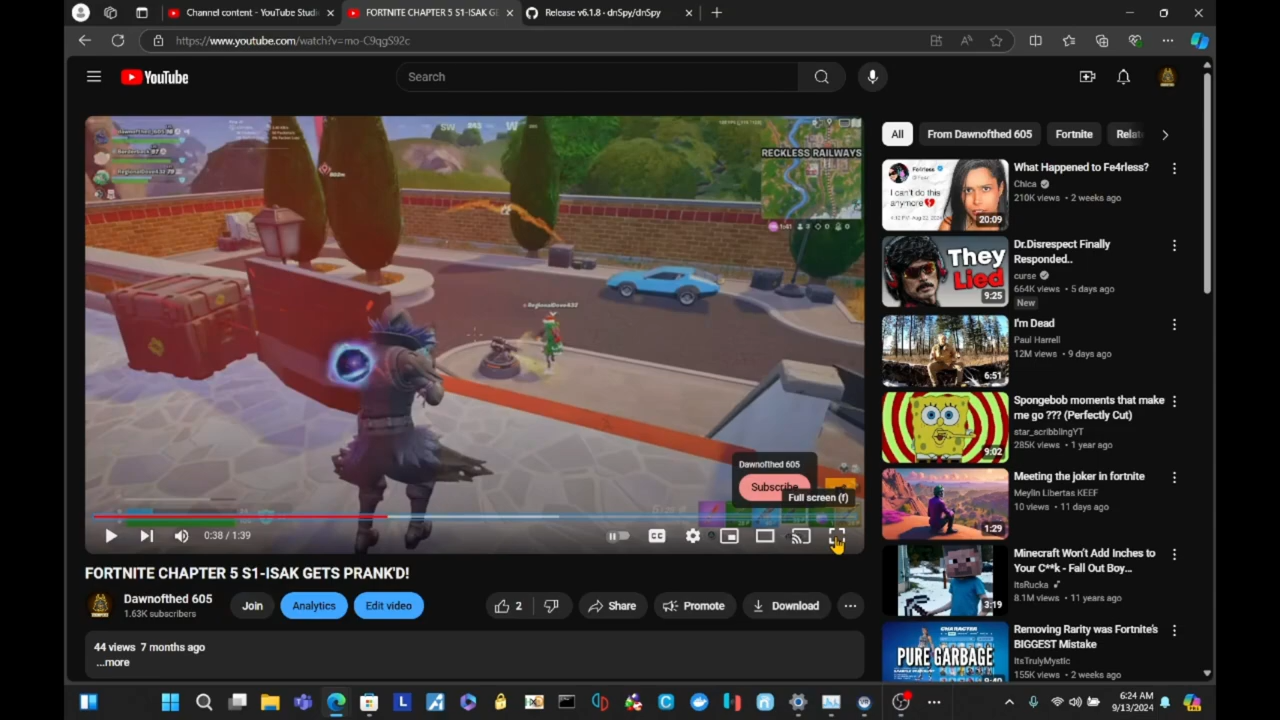 Channel content - YouTube Studi
FORTNITE CHAPTER 5 S1-ISAK GE
Release v6.1.8 · dnSpy/dnSpy
https://www.youtube.com/watch?v=mo-C9qgS92c
YouTube
Search
SW
W
RECKLESS RAILWAYS
RegionalDove432
Dawnofthed 605
Subscribe
Full screen (f)
CC
0:38 / 1:39
FORTNITE CHAPTER 5 S1-ISAK GETS PRANK'D!
Dawnofthed 605
1.63K subscribers
Join
Analytics
Edit video
2
Share
Promote
Download
44 views 7 months ago
...more
All
From Dawnofthed 605
Fortnite
Relat
I can't do this
anymore
20:09
What Happened to Fe4rless?
Chica
210K views • 2 weeks ago
They
Lied
9:25
Dr.Disrespect Finally
Responded..
curse
664K views • 5 days ago
New
6:51
I'm Dead
Paul Harrell
12M views • 9 days ago
9:02
Spongebob moments that make
me go ??? (Perfectly Cut)
star_scribblingYT
285K views • 1 year ago
1:29
Meeting the joker in fortnite
Meylin Libertas KEEF
10 views • 11 days ago
3:19
Minecraft Won't Add Inches to
Your C**k - Fall Out Boy...
ItsRucka
8.1M views • 11 years ago
PURE GARBAGE
9:40
Removing Rarity was Fortnite's
BIGGEST Mistake
ItsTrulyMystic
155K views • 2 weeks ago
6:24 AM
9/13/2024